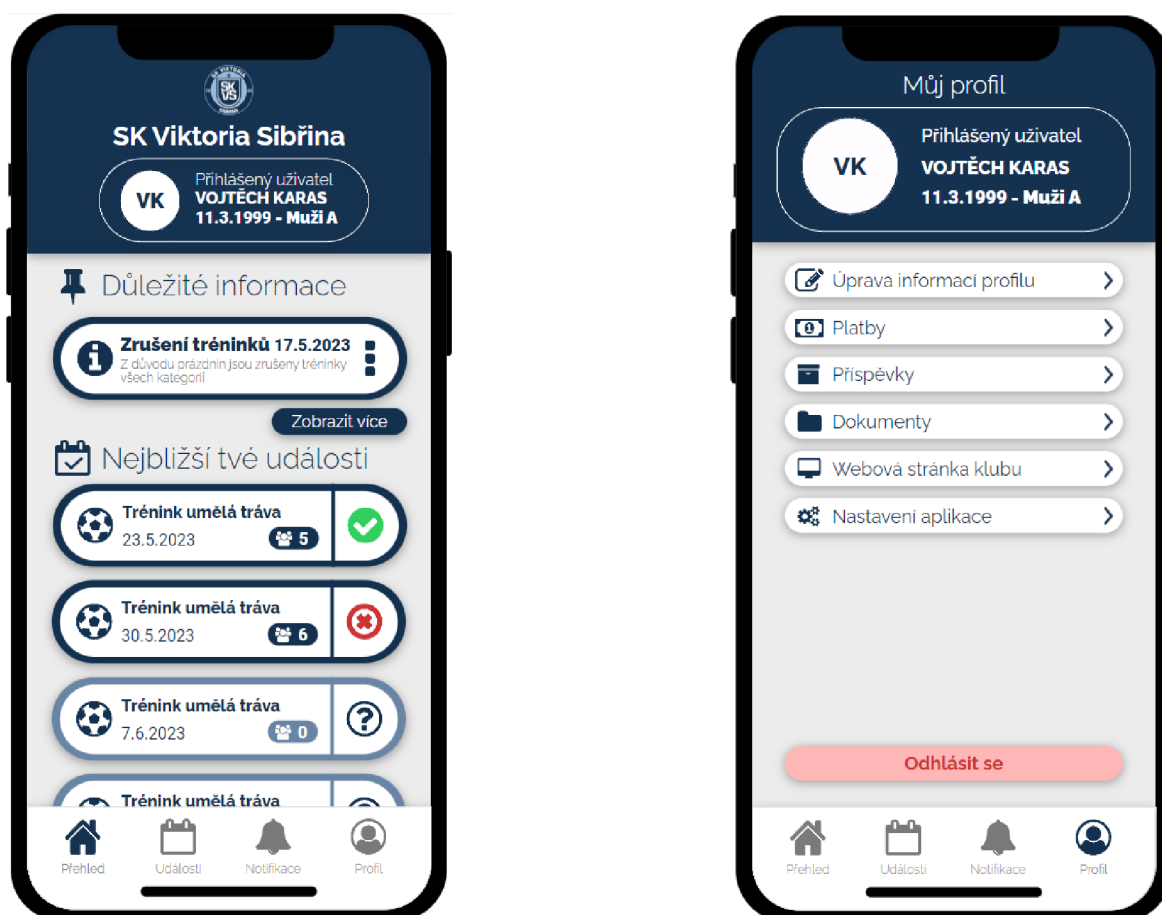 SK VIKTORIA
SKVS
SIBŘINA
SK Viktoria Sibřina
VK
Přihlášený uživatel
VOJTĚCH KARAS
11.3.1999 - Muži A
Důležité informace
Zrušení tréninků 17.5.2023
Z důvodu prázdnin jsou zrušeny tréninky
všech kategorií
Zobrazit více
Nejbližší tvé události
Trénink umělá tráva
23.5.2023
5
Trénink umělá tráva
30.5.2023
6
Trénink umělá tráva
7.6.2023
0
Trénink umělá tráva
Přehled Události Notifikace Profil
Můj profil
VK
Přihlášený uživatel
VOJTĚCH KARAS
11.3.1999 - Muži A
Úprava informací profilu
Platby
Příspěvky
Dokumenty
Webová stránka klubu
Nastavení aplikace
Odhlásit se
Přehled Události Notifikace Profil